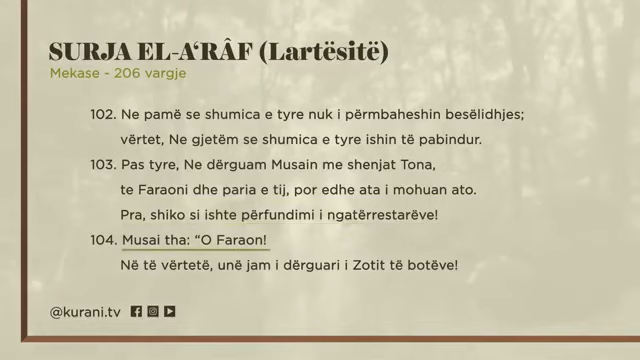 SURJA EL-A‘RÂF (Lartësitë)
Mekase - 206 vargje
102. Ne pamë se shumica e tyre nuk i përmbaheshin besëlidhjes;
vërtet, Ne gjetëm se shumica e tyre ishin të pabindur.
103. Pas tyre, Ne dërguam Musain me shenjat Tona,
te Faraoni dhe paria e tij, por edhe ata i mohuan ato.
Pra, shiko si ishte përfundimi i ngatërrestarëve!
104. Musai tha: “O Faraon!
Në të vërtetë, unë jam i dërguari i Zotit të botëve!
@kurani.tv